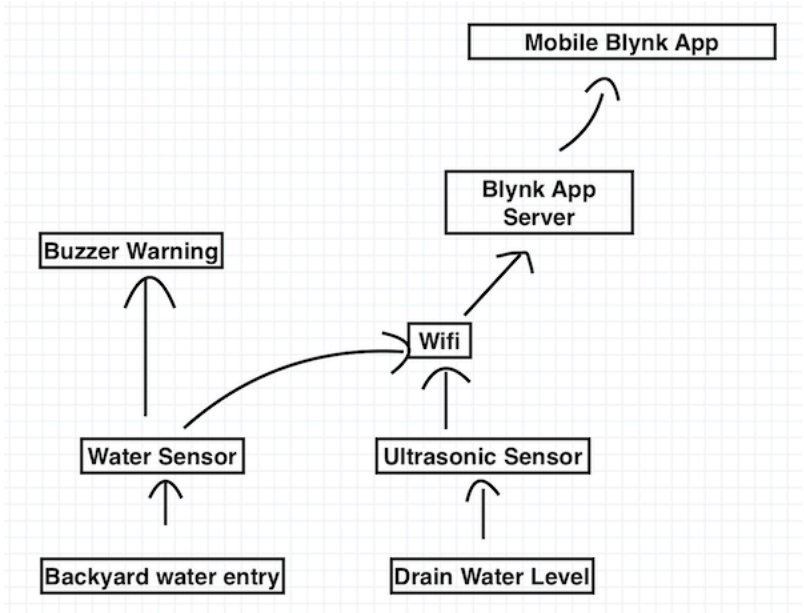 Mobile Blynk App
Blynk App
Server
Buzzer Warning
Wifi
Water Sensor
Ultrasonic Sensor
Backyard water entry
Drain Water Level